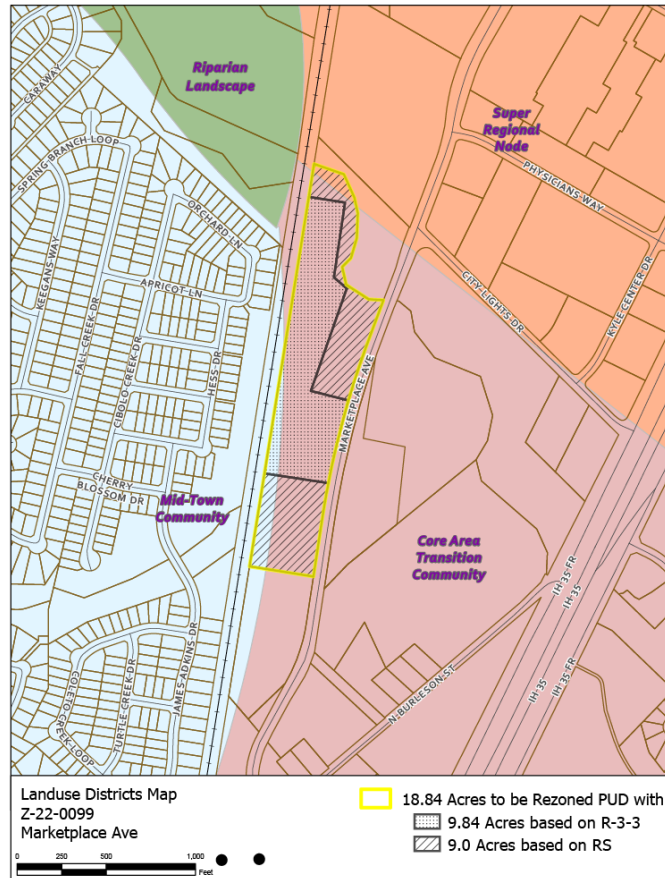 CARAWAY
Riparian
Landscape
SPRING BRANCH LOOP
Super
Regional
Node
PHYSICIANS WAY
ORCHARD LN
KEEGANS WAY
APRICOT LN
FALL CREEK DR
CIBOLO CREEK DR
HESS DR
CITY LIGHTS DR
KYLE CENTER DR
MARKETPLACE AVE
CHERRY
BLOSSOM DR
Mid-Town
Community
Core Area
Transition
Community
IH 35 FR
IH 35
IH 35
IH 35 FR
N BURLESON ST
JAMES ADKINS DR
TURTLE CREEK DR
COLETO CREEK LOOP
Landuse Districts Map
Z-22-0099
Marketplace Ave
0 250 500 1,000
Feet
18.84 Acres to be Rezoned PUD with
9.84 Acres based on R-3-3
9.0 Acres based on RS